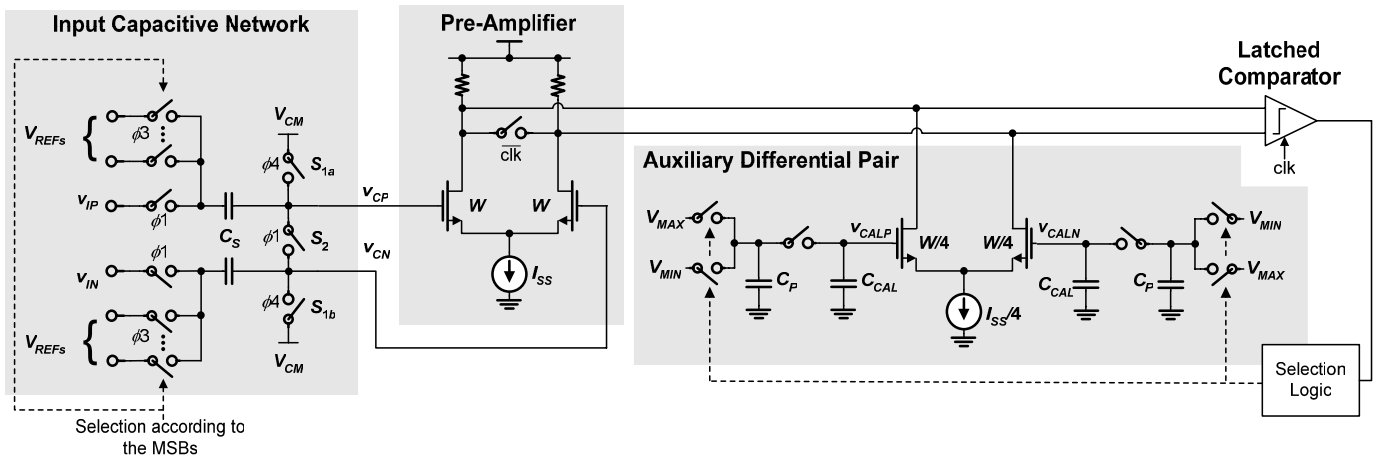 Input Capacitive Network
Pre-Amplifier
Latched
Comparator
clk
V_REFs
ϕ3
V_CM
ϕ4
S_1a
v_IP
ϕ1
C_S
ϕ1
S_2
v_CP
v_CN
ϕ1
v_IN
V_REFs
ϕ3
ϕ4
S_1b
V_CM
Selection according to
the MSBs
clk
W
W
I_SS
Auxiliary Differential Pair
V_MAX
V_MIN
C_P
C_CAL
v_CALP
W/4
W/4
v_CALN
I_SS/4
C_CAL
C_P
V_MIN
V_MAX
Selection
Logic